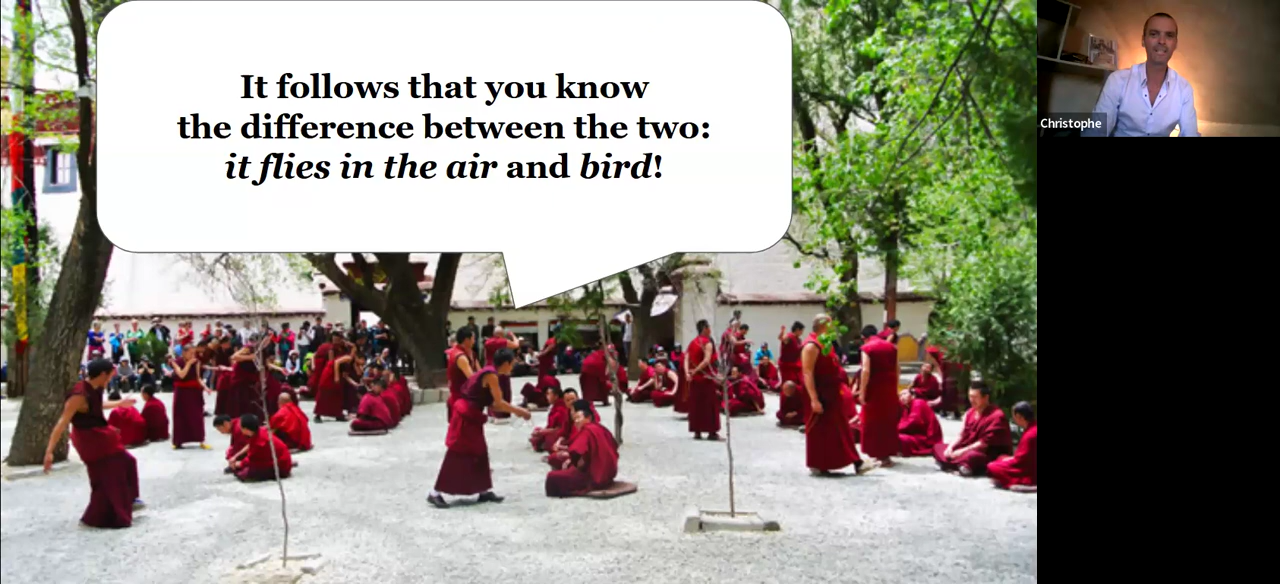 It follows that you know
the difference between the two:
it flies in the air and bird!
Christophe